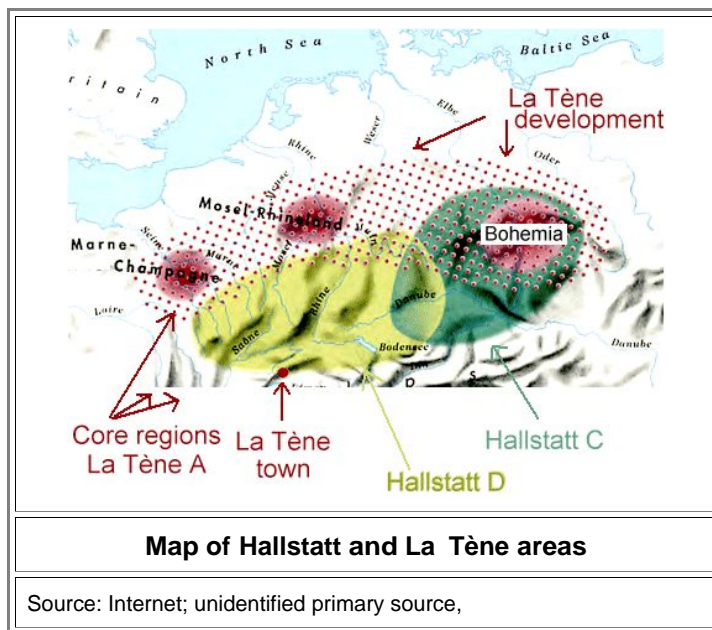 North Sea
Baltic Sea
ritain
Elbe
La Tène
development
Weser
Rhine
Oder
Meuse
Mosel-Rhineland
Bohemia
Marne-
Champagne
Seine
Marne
Mosel
Main
Rhine
Loire
Danube
Saône
Bodensee
Danube
Inn
P
s
Core regions
La Tène A
La Tène
town
Hallstatt C
Hallstatt D
Map of Hallstatt and La Tène areas
Source: Internet; unidentified primary source,